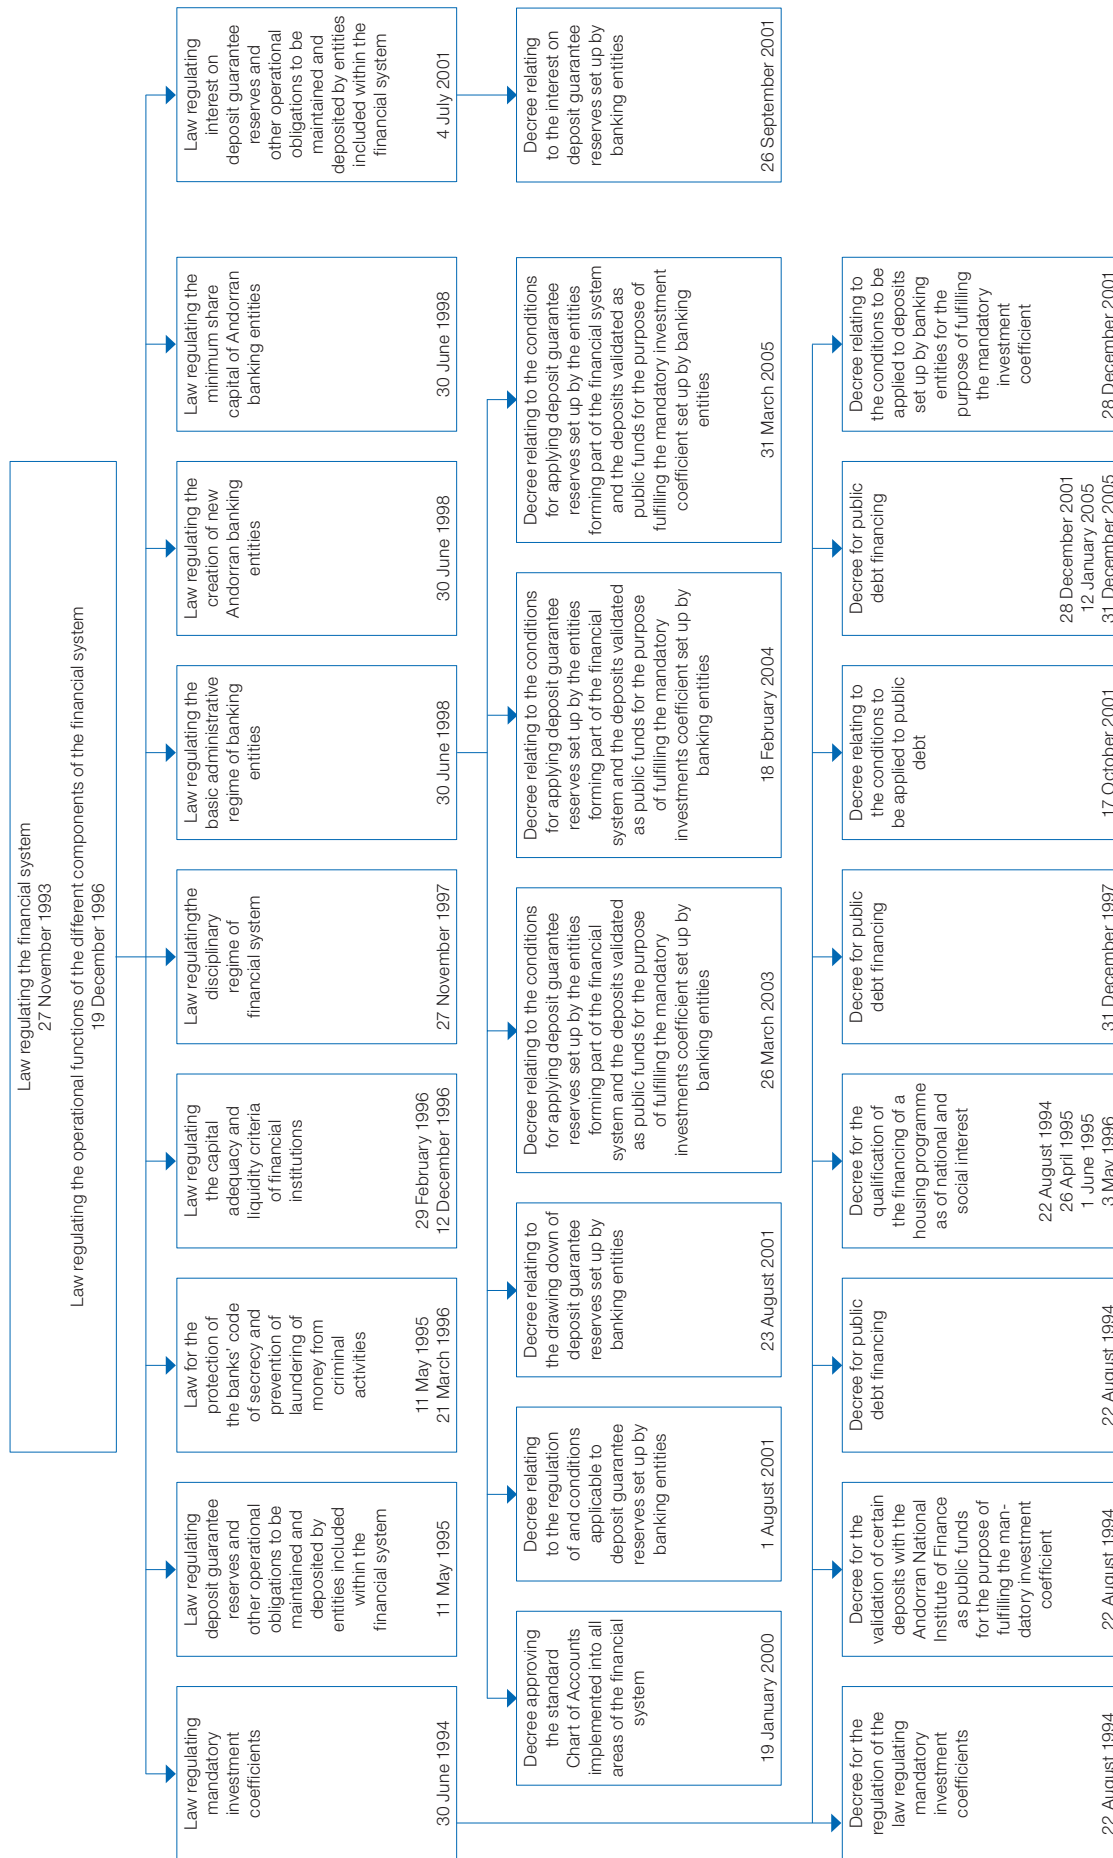 Law regulating the financial system
27 November 1993
Law regulating the operational functions of the different components of the financial system
19 December 1996
Law regulating
mandatory
investment
coefficients
30 June 1994
Law regulating
deposit guarantee
reserves and
other operational
obligations to be
maintained and
deposited by
entities included
within the
financial system
11 May 1995
Law for the
protection of
the banks' code
of secrecy and
prevention of
laundering of
money from
criminal
activities
11 May 1995
21 March 1996
Law regulating
the capital
adequacy and
liquidity criteria
of financial
institutions
29 February 1996
12 December 1996
Law regulatingthe
disciplinary
regime of
financial system
27 November 1997
Law regulating the
basic administrative
regime of banking
entities
30 June 1998
Law regulating the
creation of new
Andorran banking
entities
30 June 1998
Law regulating the
minimum share
capital of Andorran
banking entities
30 June 1998
Law regulating
interest on
deposit guarantee
reserves and
other operational
obligations to be
maintained and
deposited by entities
included within the
financial system
4 July 2001
Decree approving
the standard
Chart of Accounts
implemented into all
areas of the financial
system
19 January 2000
Decree relating
to the regulation
of and conditions
applicable to
deposit guarantee
reserves set up by
banking entities
1 August 2001
Decree relating to
the drawing down of
deposit guarantee
reserves set up by
banking entities
23 August 2001
Decree relating to the conditions
for applying deposit guarantee
reserves set up by the entities
forming part of the financial
system and the deposits validated
as public funds for the purpose
of fulfilling the mandatory
investments coefficient set up by
banking entities
26 March 2003
Decree relating to the conditions
for applying deposit guarantee
reserves set up by the entities
forming part of the financial
system and the deposits validated
as public funds for the purpose
of fulfilling the mandatory
investments coefficient set up by
banking entities
18 February 2004
Decree relating to the conditions
for applying deposit guarantee
reserves set up by the entities
forming part of the financial system
and the deposits validated as
public funds for the purpose of
fulfilling the mandatory investment
coefficient set up by banking
entities
31 March 2005
Decree relating
to the interest on
deposit guarantee
reserves set up by
banking entities
26 September 2001
Decree for the
regulation of the
law regulating
mandatory
investment
coefficients
22 August 1994
Decree for the
validation of certain
deposits with the
Andorran National
Institute of Finance
as public funds
for the purpose of
fulfilling the man-
datory investment
coefficient
22 August 1994
Decree for public
debt financing
22 August 1994
Decree for the
qualification of
the financing of a
housing programme
as of national and
social interest
22 August 1994
26 April 1995
1 June 1995
3 May 1996
Decree for public
debt financing
31 December 1997
Decree relating to
the conditions to
be applied to public
debt
17 October 2001
Decree for public
debt financing
28 December 2001
12 January 2005
31 December 2005
Decree relating to
the conditions to be
applied to deposits
set up by banking
entities for the
purpose of fulfilling
the mandatory
investment
coefficient
28 December 2001